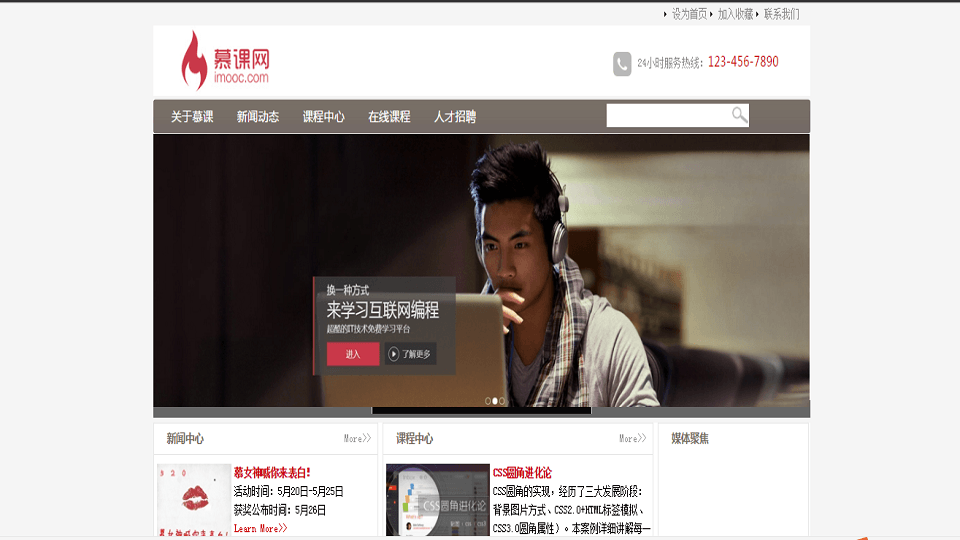 设为首页 加入收藏 联系我们
慕课网
imooc.com
24小时服务热线：123-456-7890
关于慕课 新闻动态 课程中心 在线课程 人才招聘
换一种方式
来学习互联网编程
超酷的IT技术免费学习平台
进入 了解更多
新闻中心 More>>
慕女神喊你来表白!
活动时间：5月20日-5月25日
获奖公布时间：5月26日
Learn More>>
5 2 0
课程中心 More>>
CSS圆角进化论
CSS圆角的实现，经历了三大发展阶段：
背景图片方式、CSS2.0+HTML标签模拟、
CSS3.0圆角属性）。本案例详细讲解每一
CSS圆角进化论
媒体聚焦